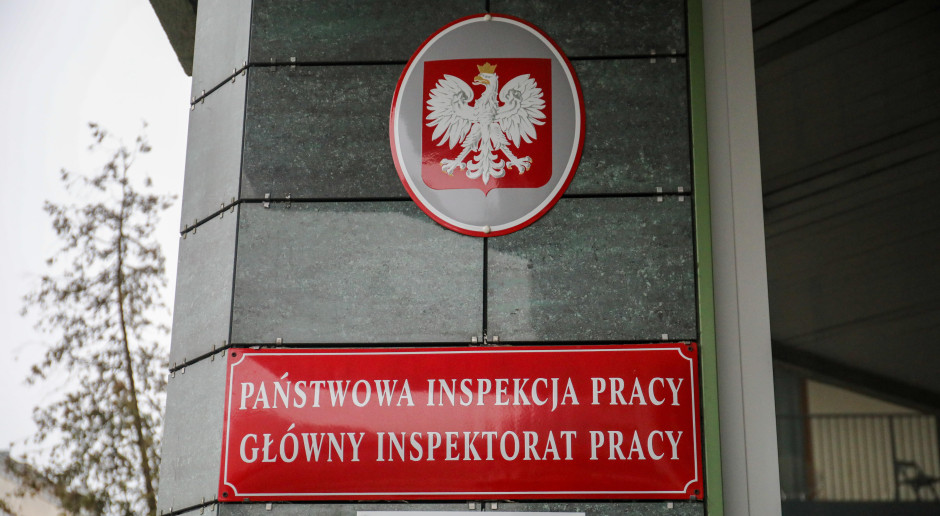 PAŃSTWOWA INSPEKCJA PRACY
GŁÓWNY INSPEKTORAT PRACY